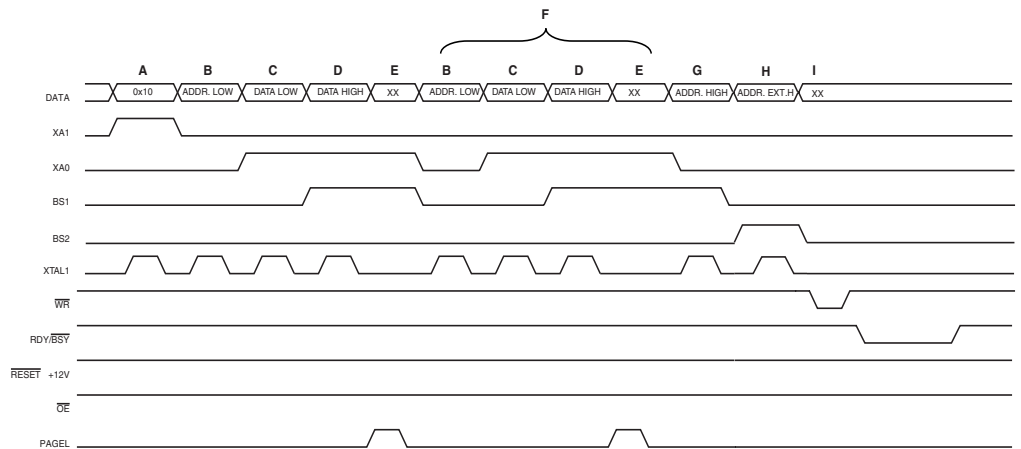 F
A B C D E B C D E G H I
DATA 0x10 ADDR. LOW DATA LOW DATA HIGH XX ADDR. LOW DATA LOW DATA HIGH XX ADDR. HIGH ADDR. EXT.H XX
XA1
XA0
BS1
BS2
XTAL1
WR
RDY/BSY
RESET +12V
OE
PAGEL